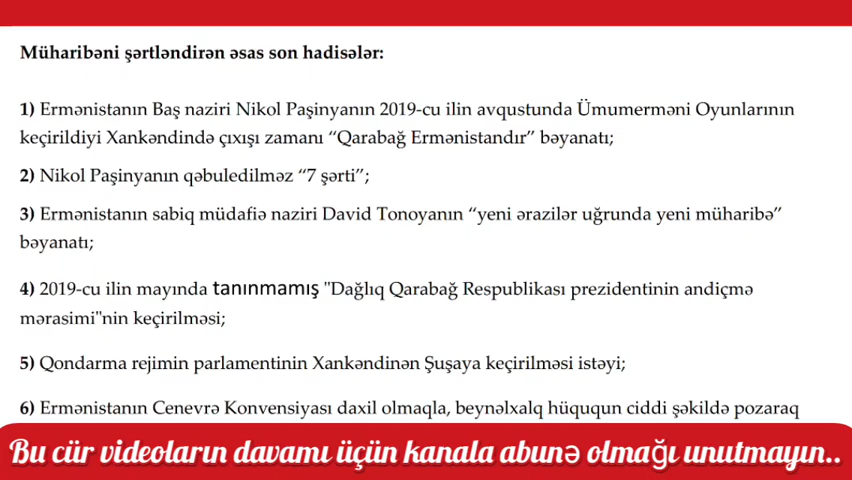 Müharibəni şərtləndirən əsas son hadisələr:
1) Ermənistanın Baş naziri Nikol Paşinyanın 2019-cu ilin avqustunda Ümumerməni Oyunlarının
keçirildiyi Xankəndində çıxışı zamanı “Qarabağ Ermənistandır” bəyanatı;
2) Nikol Paşinyanın qəbuledilməz “7 şərti”;
3) Ermənistanın sabiq müdafiə naziri David Tonoyanın “yeni ərazilər uğrunda yeni müharibə”
bəyanatı;
4) 2019-cu ilin mayında tanınmamış "Dağlıq Qarabağ Respublikası prezidentinin andiçmə
mərasimi"nin keçirilməsi;
5) Qondarma rejimin parlamentinin Xankəndinən Şuşaya keçirilməsi istəyi;
6) Ermənistanın Cenevrə Konvensiyası daxil olmaqla, beynəlxalq hüququn ciddi şəkildə pozaraq
Bu cür videoların davamı üçün kanala abunə olmağı unutmayın..